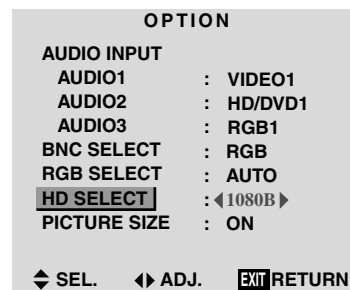 OPTION
AUDIO INPUT
AUDIO1 : VIDEO1
AUDIO2 : HD/DVD1
AUDIO3 : RGB1
BNC SELECT : RGB
RGB SELECT : AUTO
HD SELECT : ◀1080B▶
PICTURE SIZE : ON
SEL. ADJ. EXIT RETURN